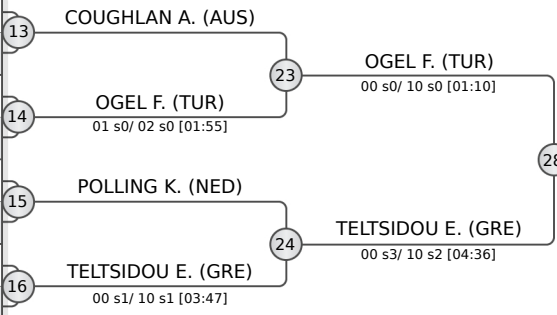 COUGHLAN A. (AUS)
13
OGEL F. (TUR)
23
00 s0/ 10 s0 [01:10]
OGEL F. (TUR)
14
01 s0/ 02 s0 [01:55]
28
POLLING K. (NED)
15
TELTSIDOU E. (GRE)
24
00 s3/ 10 s2 [04:36]
TELTSIDOU E. (GRE)
16
00 s1/ 10 s1 [03:47]